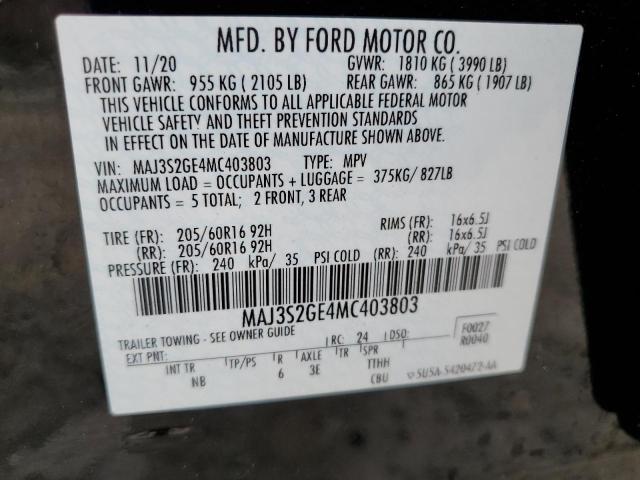 MFD. BY FORD MOTOR CO.
DATE: 11/20 GVWR: 1810 KG ( 3990 LB)
FRONT GAWR: 955 KG ( 2105 LB) REAR GAWR: 865 KG ( 1907 LB)
THIS VEHICLE CONFORMS TO ALL APPLICABLE FEDERAL MOTOR
VEHICLE SAFETY AND THEFT PREVENTION STANDARDS
IN EFFECT ON THE DATE OF MANUFACTURE SHOWN ABOVE.
VIN: MAJ3S2GE4MC403803 TYPE: MPV
MAXIMUM LOAD = OCCUPANTS + LUGGAGE = 375KG/ 827LB
OCCUPANTS = 5 TOTAL; 2 FRONT, 3 REAR
TIRE (FR): 205/60R16 92H RIMS (FR): 16x6.5J
(RR): 205/60R16 92H (RR): 16x6.5J
PRESSURE (FR): 240 kPa/ 35 PSI COLD (RR): 240 kPa/ 35 PSI COLD
MAJ3S2GE4MC403803
TRAILER TOWING - SEE OWNER GUIDE RC: 24 DSO: F0027
EXT PNT: R0040
INT TR TP/PS R AXLE TR SPR
NB 6 3E TTHH
CBU 5U5A-S420472-AA